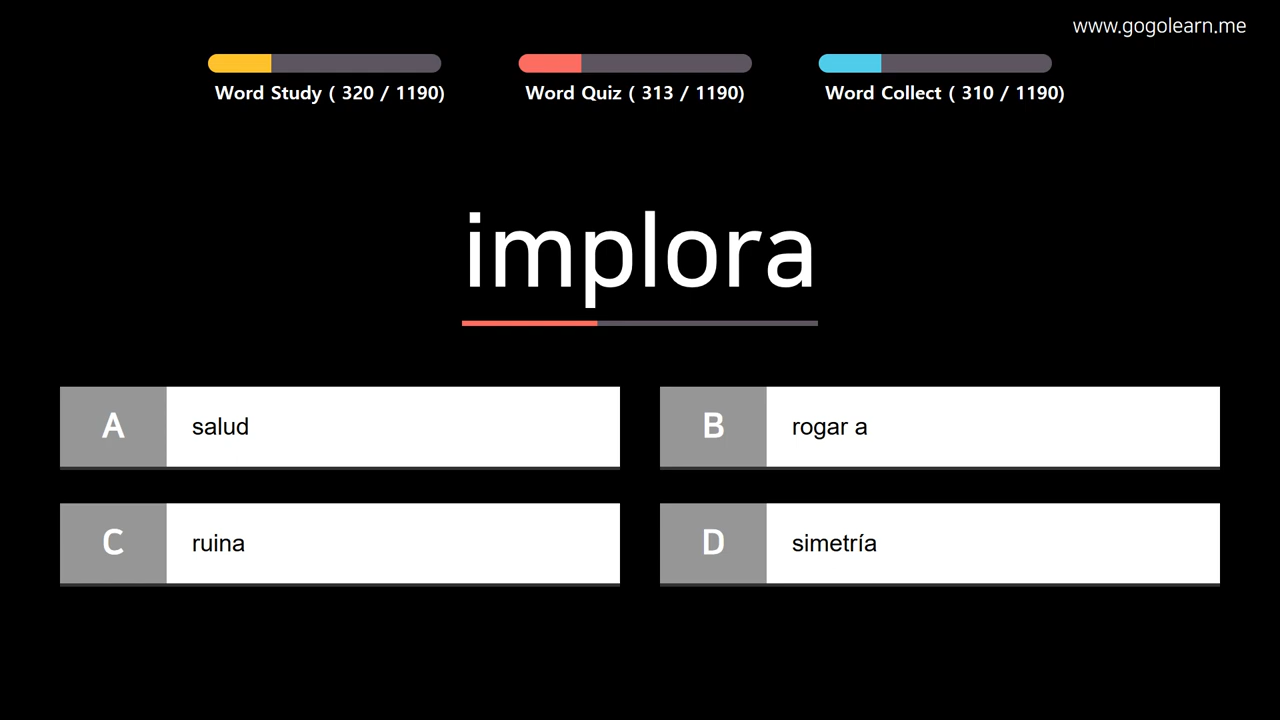 www.gogolearn.me
Word Study ( 320 / 1190)
Word Quiz ( 313 / 1190)
Word Collect ( 310 / 1190)
implora
A salud
B rogar a
C ruina
D simetría